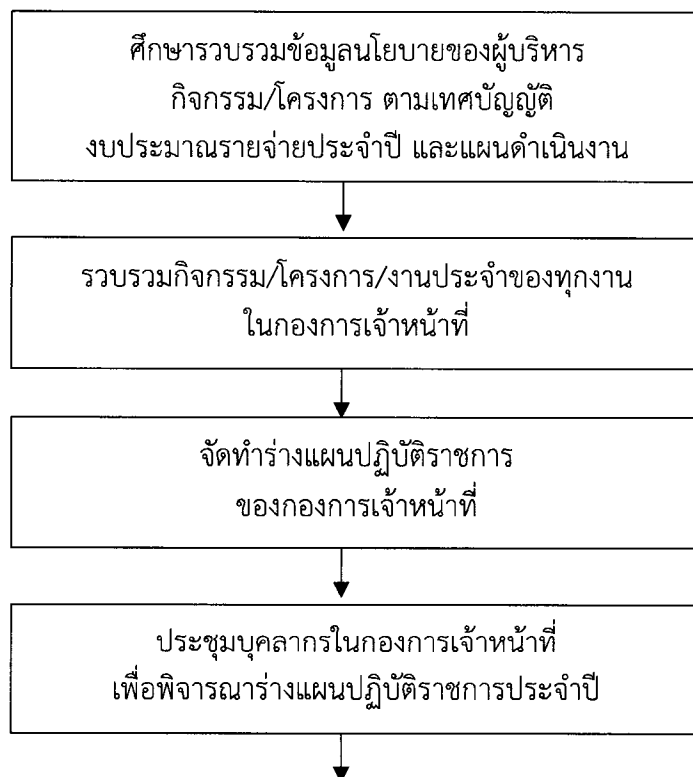 ศึกษารวบรวมข้อมูลนโยบายของผู้บริหาร
กิจกรรม/โครงการ ตามเทศบัญญัติ
งบประมาณรายจ่ายประจำปี และแผนดำเนินงาน
รวบรวมกิจกรรม/โครงการ/งานประจำของทุกงาน
ในกองการเจ้าหน้าที่
จัดทำร่างแผนปฏิบัติราชการ
ของกองการเจ้าหน้าที่
ประชุมบุคลากรในกองการเจ้าหน้าที่
เพื่อพิจารณาร่างแผนปฏิบัติราชการประจำปี